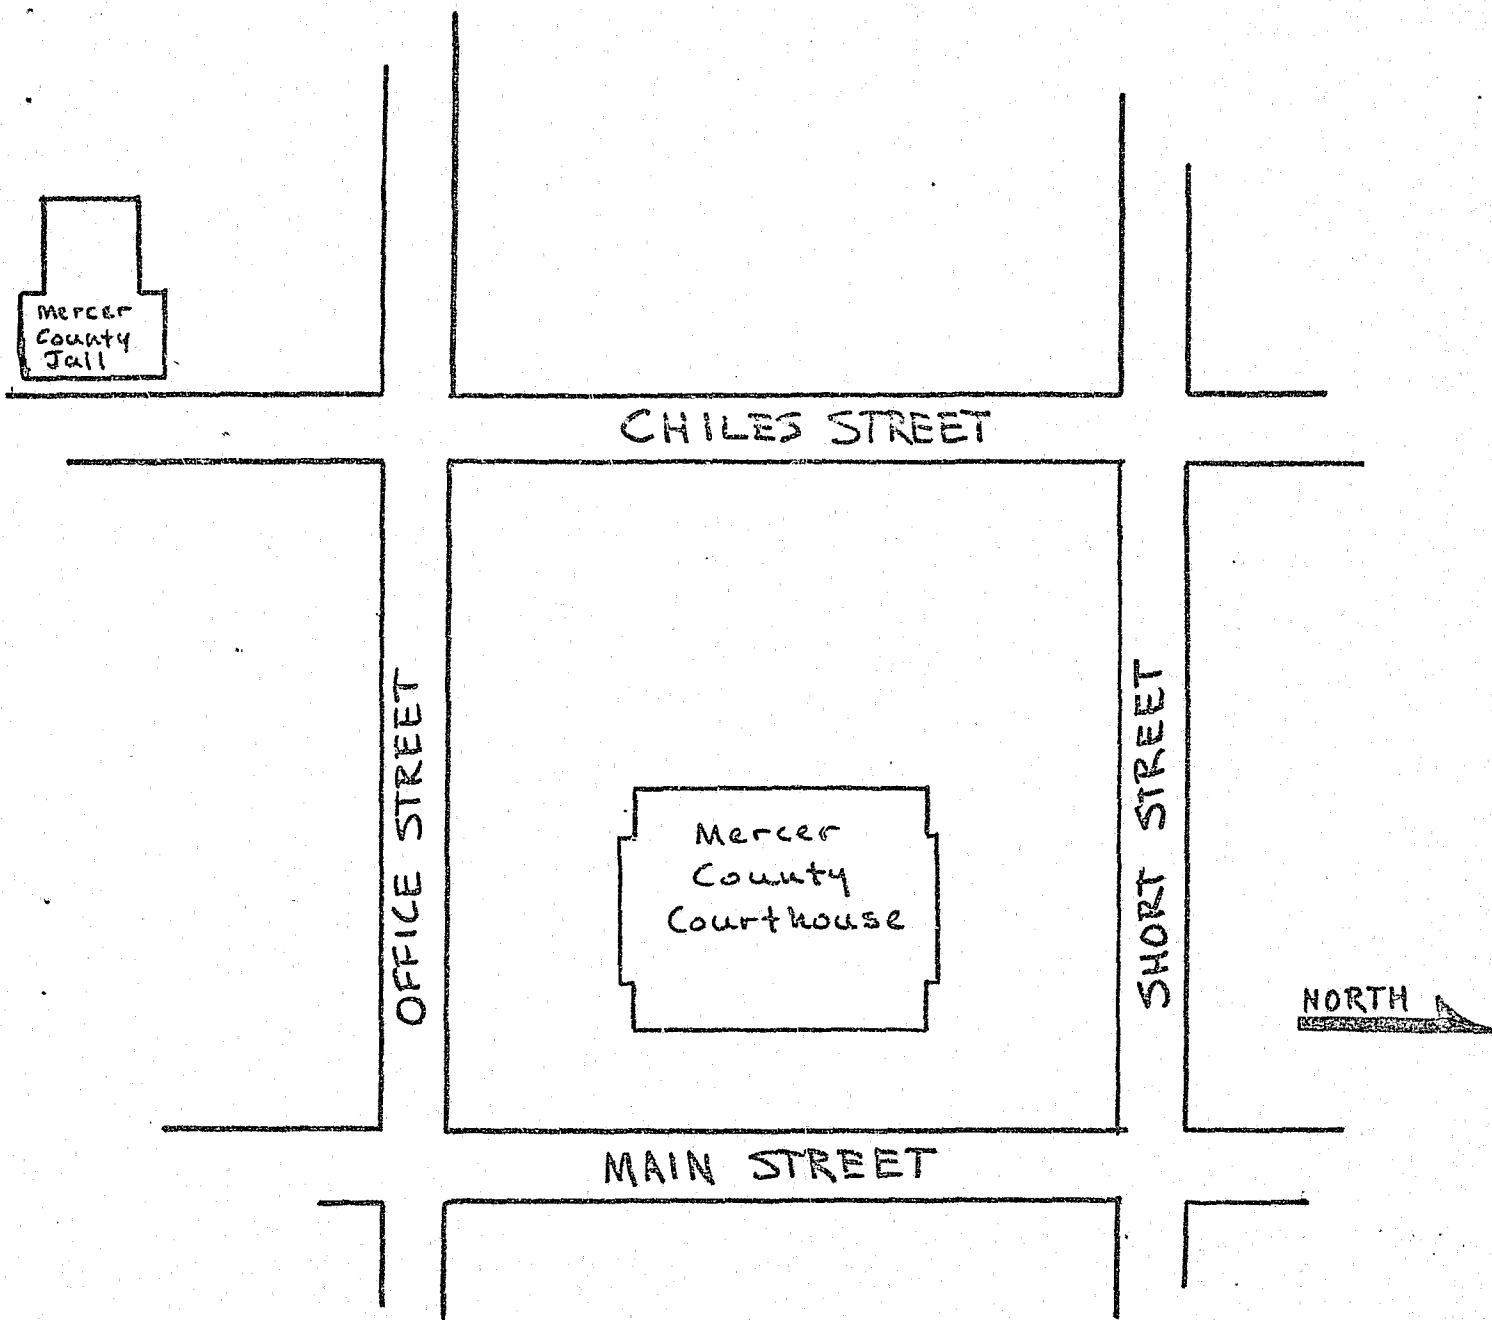 Mercer
County
Jail
CHILES STREET
OFFICE STREET
SHORT STREET
Mercer
County
Courthouse
NORTH
MAIN STREET